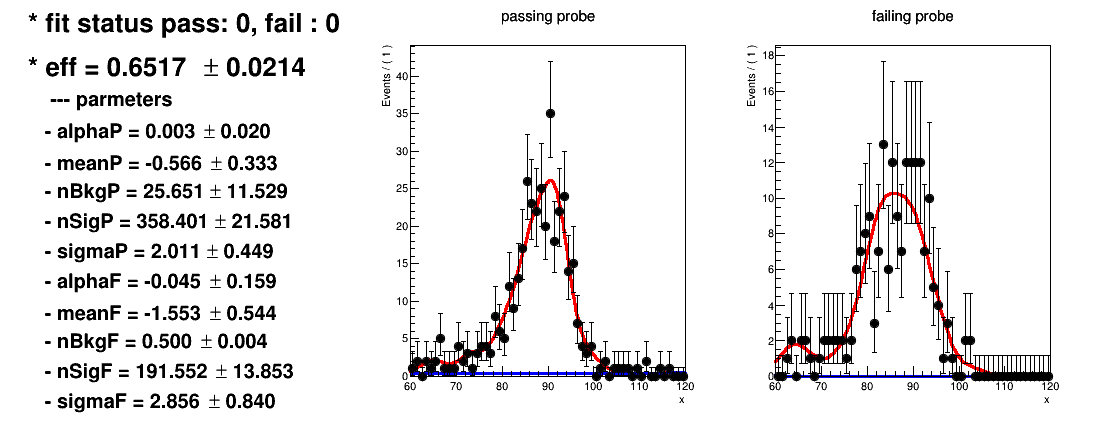 * fit status pass: 0, fail : 0
* eff = 0.6517 ± 0.0214
--- parmeters
- alphaP = 0.003 ± 0.020
- meanP = -0.566 ± 0.333
- nBkgP = 25.651 ± 11.529
- nSigP = 358.401 ± 21.581
- sigmaP = 2.011 ± 0.449
- alphaF = -0.045 ± 0.159
- meanF = -1.553 ± 0.544
- nBkgF = 0.500 ± 0.004
- nSigF = 191.552 ± 13.853
- sigmaF = 2.856 ± 0.840
passing probe
Events / ( 1 )
40
35
30
25
20
15
10
5
0
60 70 80 90 100 110 120
x
failing probe
Events / ( 1 )
18
16
14
12
10
8
6
4
2
0
60 70 80 90 100 110 120
x